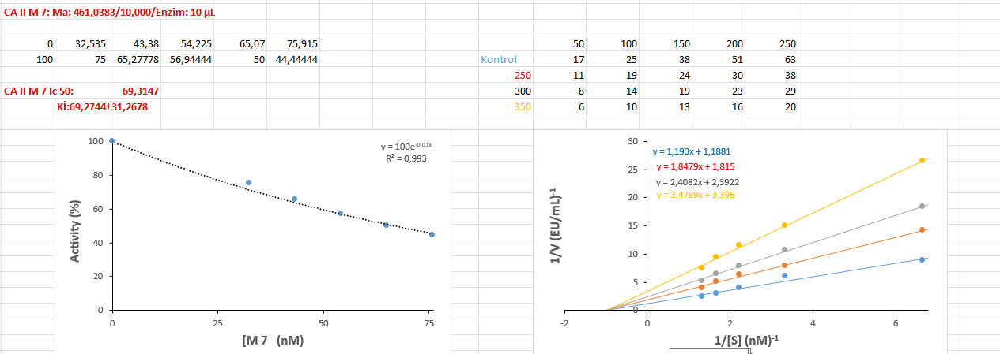 CA II M 7: Ma: 461,0383/10,000/Enzim: 10 µL
0 32,535 43,38 54,225 65,07 75,915
100 75 65,27778 56,94444 50 44,44444
CA II M 7 Ic 50: 69,3147
Kİ:69,2744±31,2678
50 100 150 200 250
Kontrol 17 25 38 51 63
250 11 19 24 30 38
300 8 14 19 23 29
350 6 10 13 16 20
y = 100e^-0,01x
R² = 0,993
100
80
60
40
20
0
0 25 50 75
Activity (%)
[M 7 (nM)
y = 1,193x + 1,1881
y = 1,8479x + 1,815
y = 2,4082x + 2,3922
y = 3,4789x + 3,396
30
25
20
15
10
5
0
-2 0 2 4 6
1/V (EU/mL)⁻¹
1/[S] (nM)⁻¹